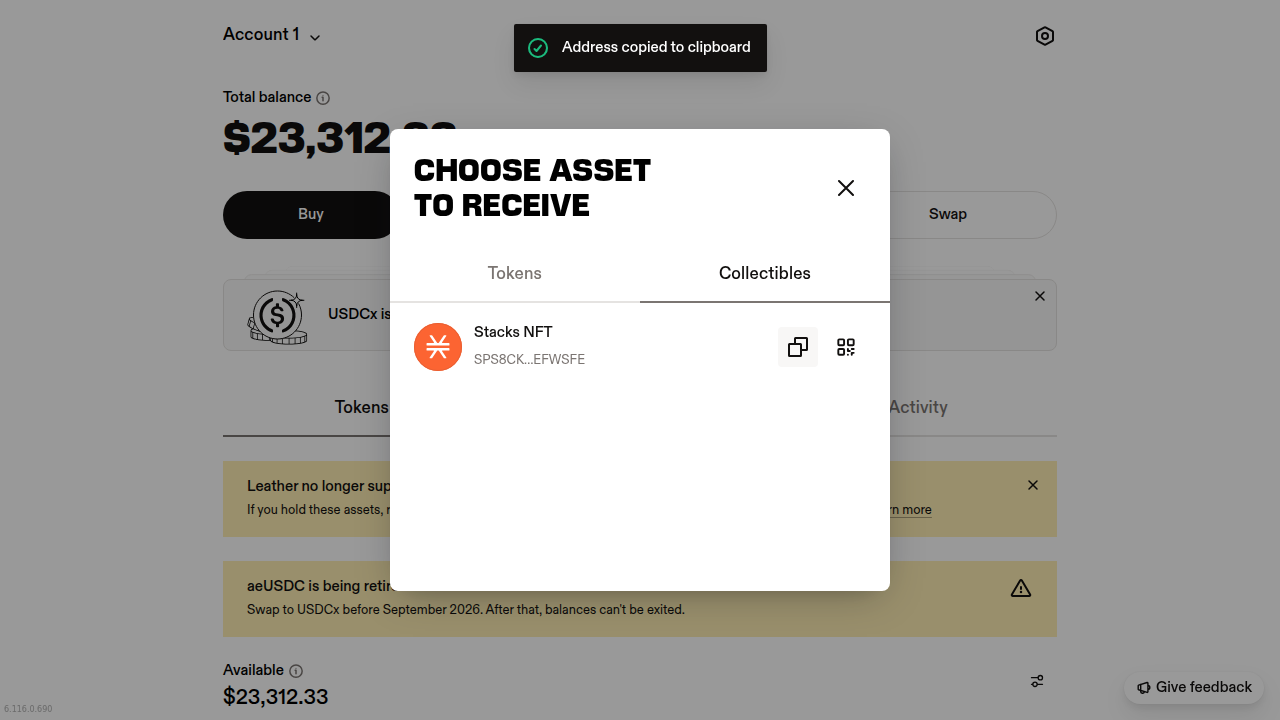 Account 1
Address copied to clipboard
Total balance
$23,312
CHOOSE ASSET
TO RECEIVE
Buy
Swap
Tokens
Collectibles
USDCx is
Stacks NFT
SPS8CK...EFWSFE
Tokens
Activity
Leather no longer sup
If you hold these assets,
more
aeUSDC is being
Swap to USDCx before September 2026. After that, balances can't be exited.
Available
$23,312.33
Give feedback
6.116.0.690